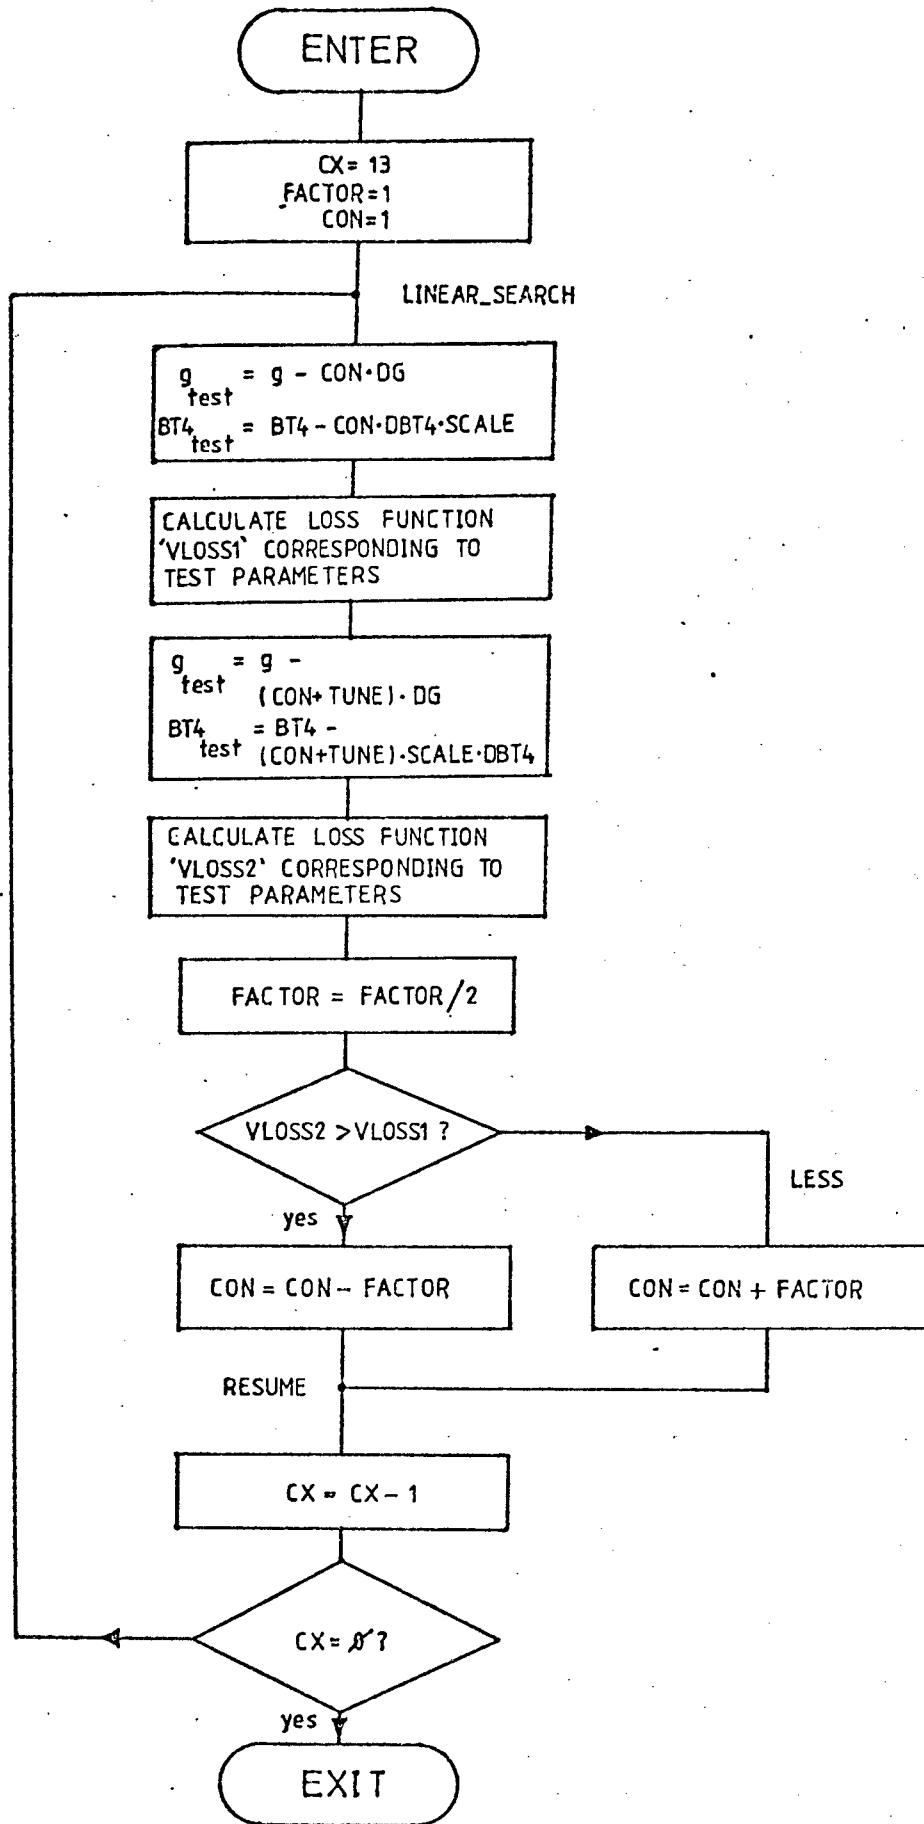 ENTER
CX= 13
FACTOR=1
CON=1
LINEAR_SEARCH
g test = g - CON·DG
BT4 test = BT4 - CON·DBT4·SCALE
CALCULATE LOSS FUNCTION
'VLOSS1' CORRESPONDING TO
TEST PARAMETERS
g test = g -
(CON+TUNE)·DG
BT4 test = BT4 -
(CON+TUNE)·SCALE·DBT4
CALCULATE LOSS FUNCTION
'VLOSS2' CORRESPONDING TO
TEST PARAMETERS
FACTOR = FACTOR/2
VLOSS2 > VLOSS1 ?
LESS
yes
CON = CON - FACTOR
CON = CON + FACTOR
RESUME
CX = CX - 1
CX = Ø ?
yes
EXIT